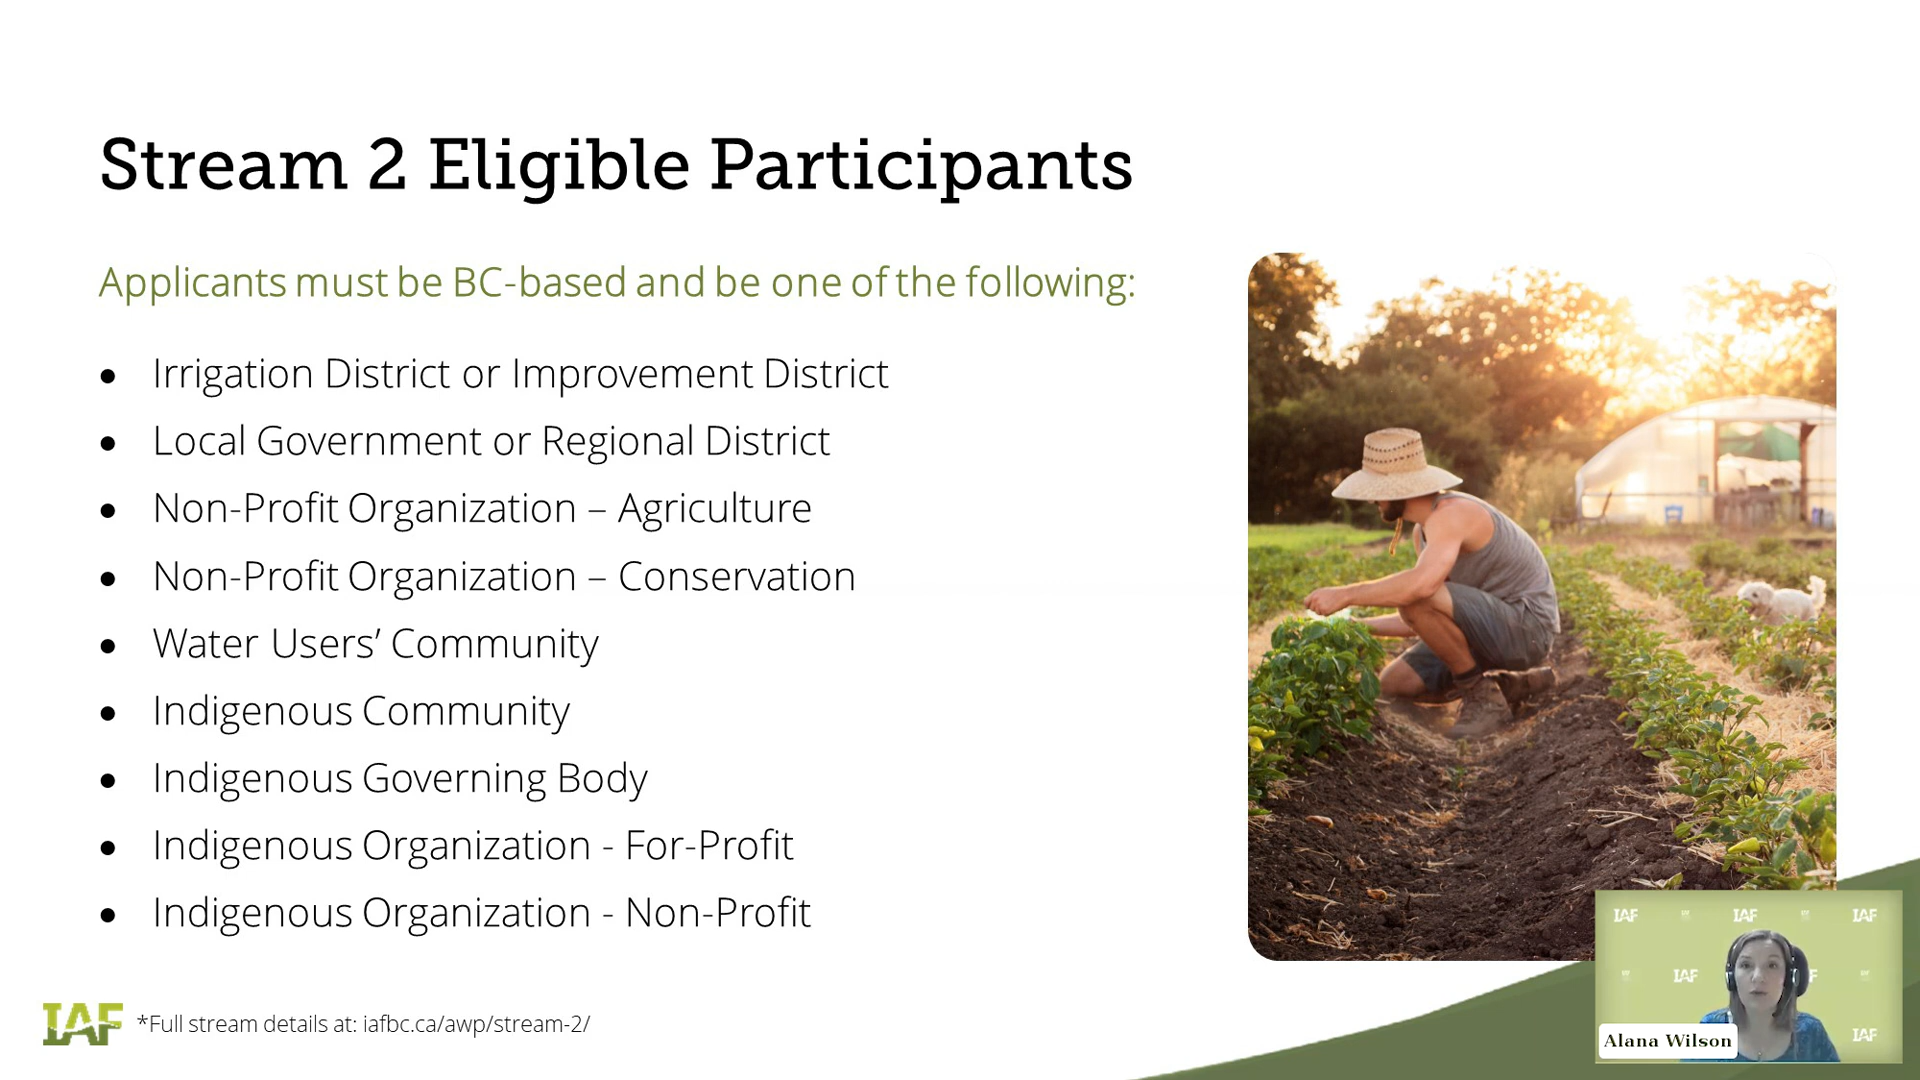 Stream 2 Eligible Participants
Applicants must be BC-based and be one of the following:
• Irrigation District or Improvement District
• Local Government or Regional District
• Non-Profit Organization – Agriculture
• Non-Profit Organization – Conservation
• Water Users’ Community
• Indigenous Community
• Indigenous Governing Body
• Indigenous Organization - For-Profit
• Indigenous Organization - Non-Profit
IAF *Full stream details at: iafbc.ca/awp/stream-2/
IAF IAF IAF IAF IAF
IAF IAF
IAF
Alana Wilson